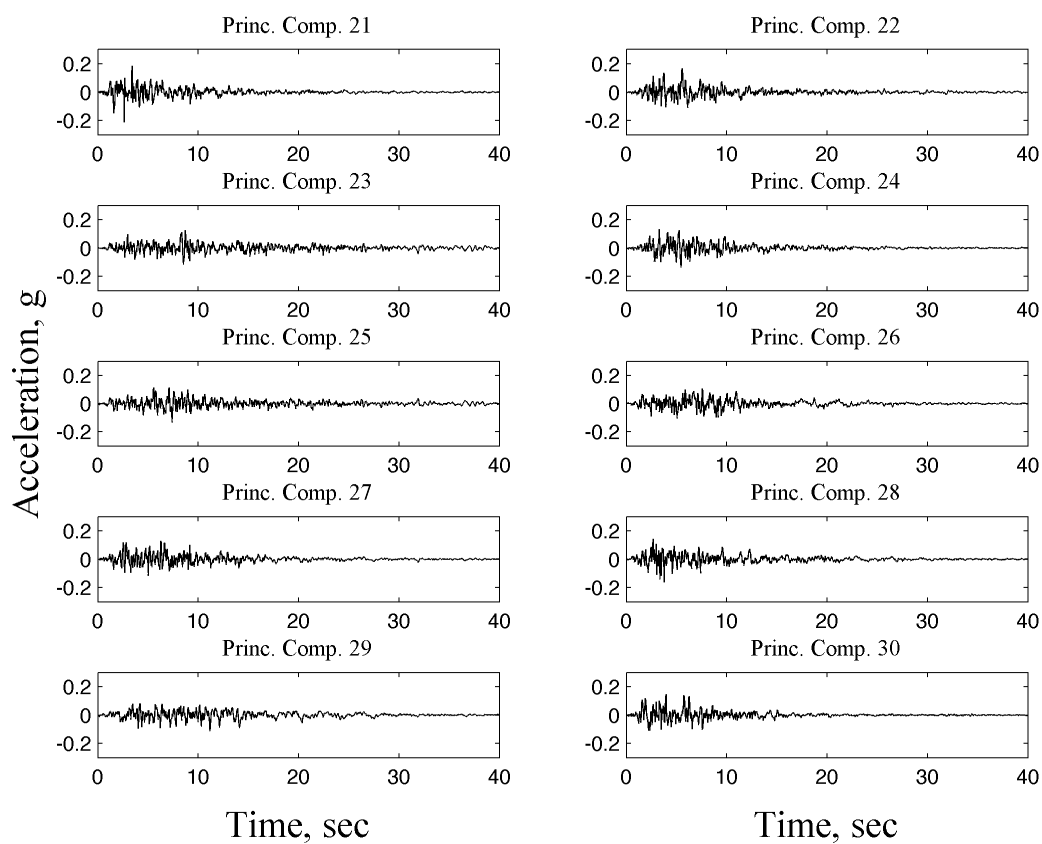 Princ. Comp. 21
0.2
0
-0.2
0 10 20 30 40
Princ. Comp. 22
0.2
0
-0.2
0 10 20 30 40
Princ. Comp. 23
0.2
0
-0.2
0 10 20 30 40
Princ. Comp. 24
0.2
0
-0.2
0 10 20 30 40
Princ. Comp. 25
0.2
0
-0.2
0 10 20 30 40
Princ. Comp. 26
0.2
0
-0.2
0 10 20 30 40
Princ. Comp. 27
0.2
0
-0.2
0 10 20 30 40
Princ. Comp. 28
0.2
0
-0.2
0 10 20 30 40
Princ. Comp. 29
0.2
0
-0.2
0 10 20 30 40
Princ. Comp. 30
0.2
0
-0.2
0 10 20 30 40
Acceleration, g
Time, sec
Time, sec